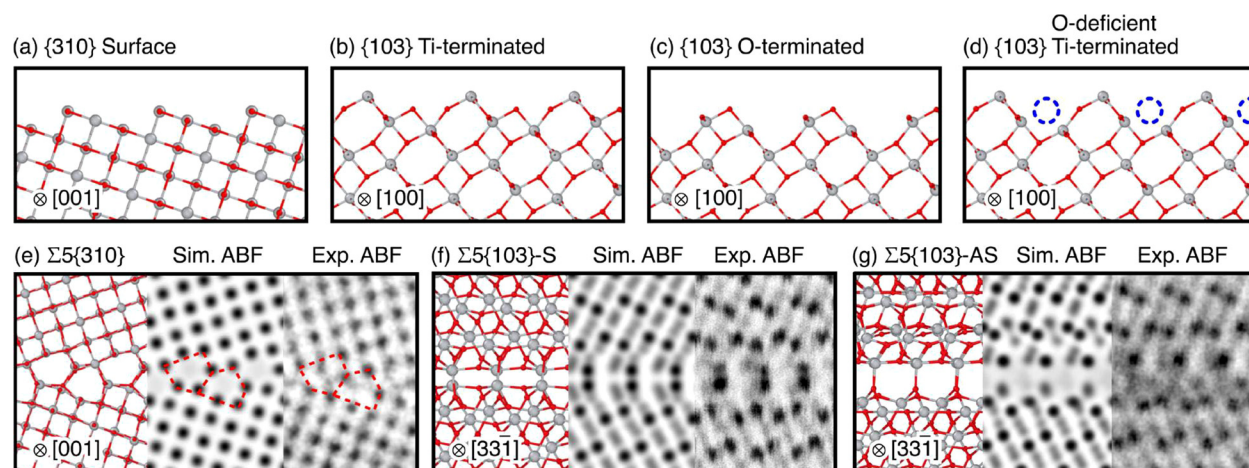 (a) {310} Surface
(b) {103} Ti-terminated
(c) {103} O-terminated
O-deficient
(d) {103} Ti-terminated
⊗ [001]
⊗ [100]
⊗ [100]
⊗ [100]
(e) Σ5{310} Sim. ABF Exp. ABF
(f) Σ5{103}-S Sim. ABF Exp. ABF
(g) Σ5{103}-AS Sim. ABF Exp. ABF
⊗ [001]
⊗ [331̅]
⊗ [331̅]